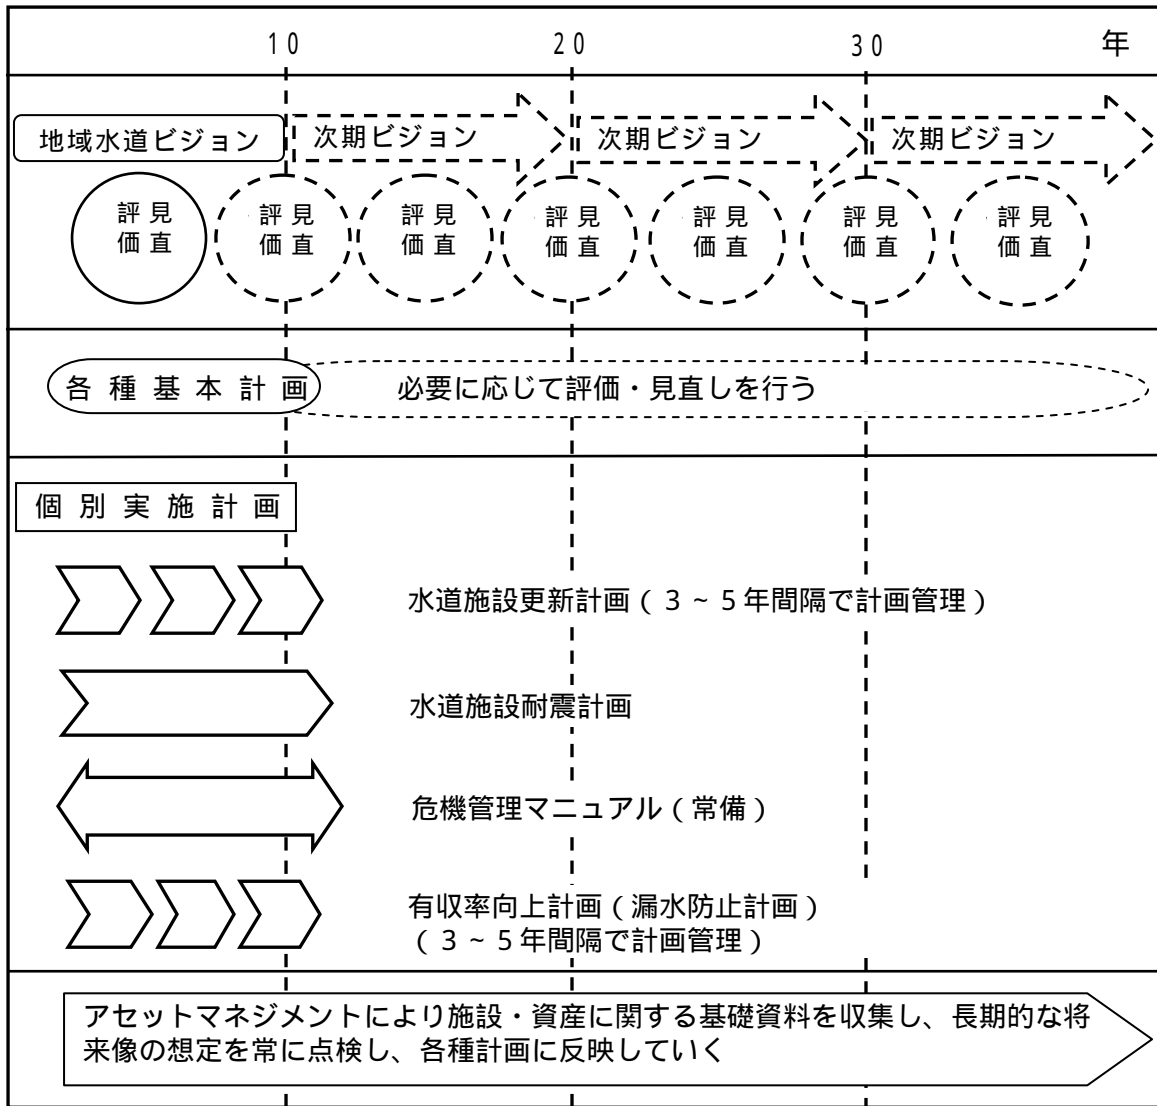 10 20 30 年
地域水道ビジョン 次期ビジョン 次期ビジョン 次期ビジョン
評見 評見 評見 評見 評見 評見 評見
価直 価直 価直 価直 価直 価直 価直
各種基本計画 必要に応じて評価・見直しを行う
個別実施計画
水道施設更新計画(3~5年間隔で計画管理)
水道施設耐震計画
危機管理マニュアル(常備)
有収率向上計画(漏水防止計画)
(3~5年間隔で計画管理)
アセットマネジメントにより施設・資産に関する基礎資料を収集し、長期的な将
来像の想定を常に点検し、各種計画に反映していく